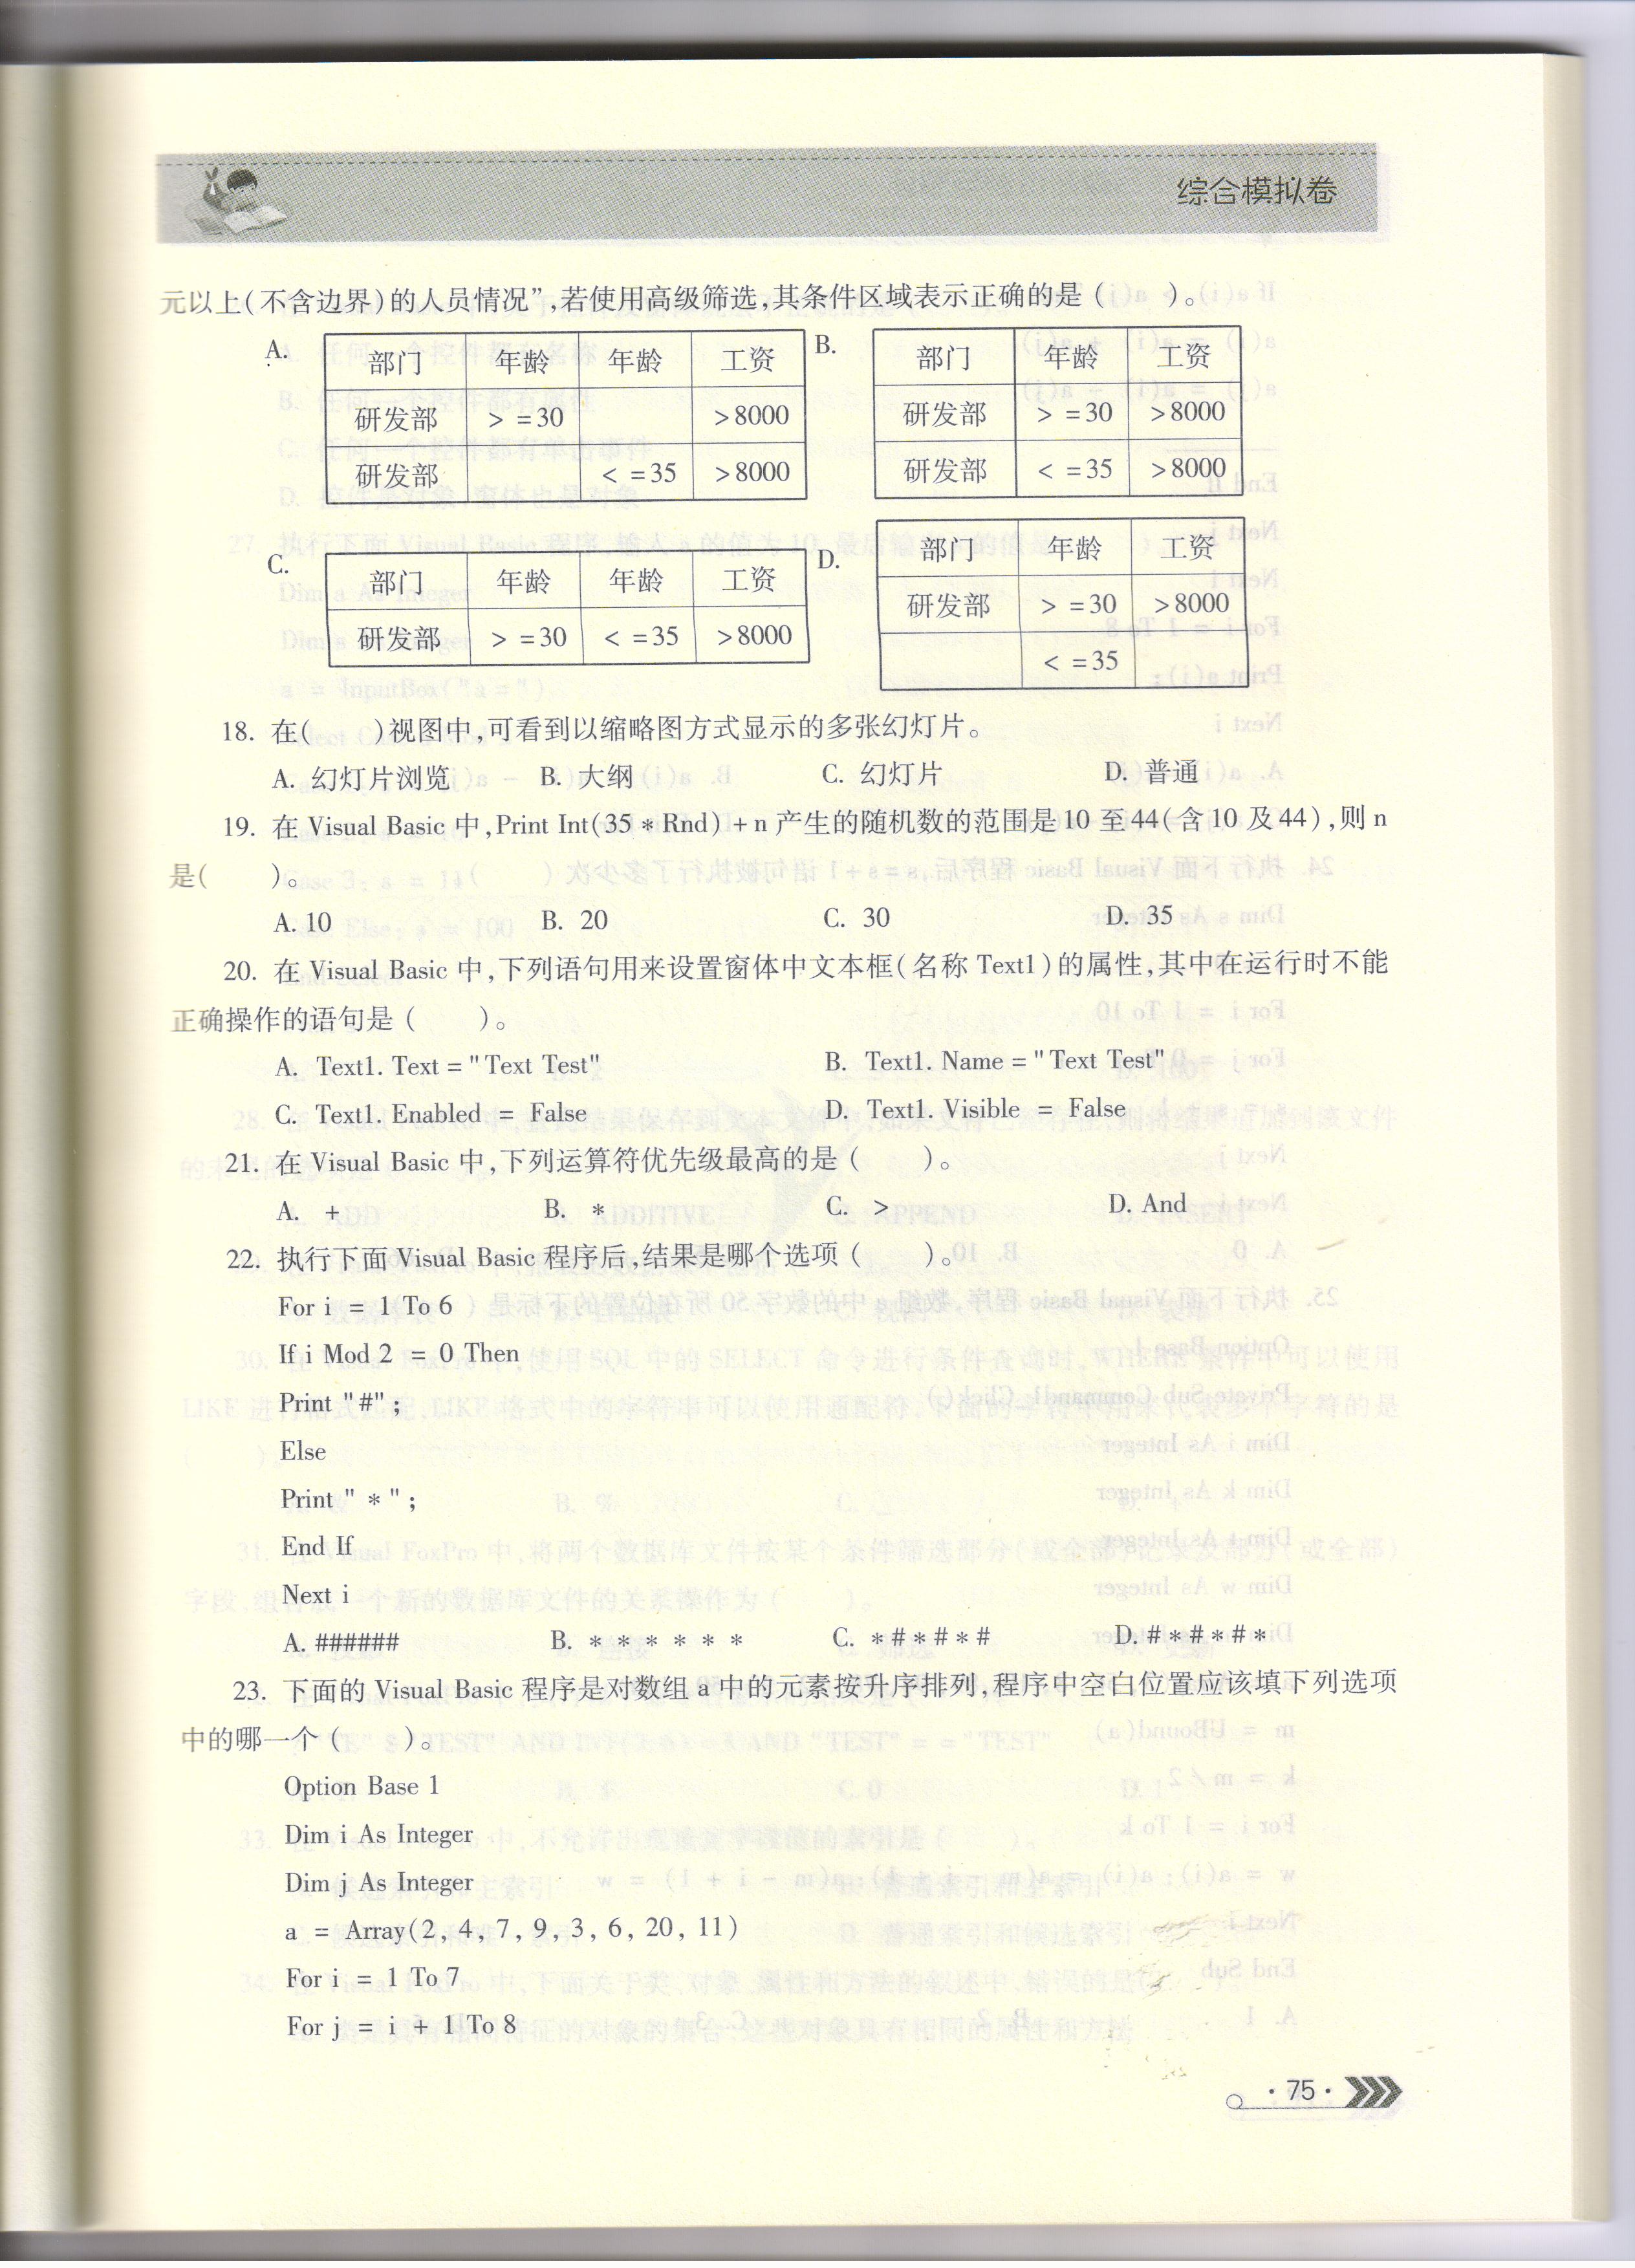 综合模拟卷
元以上(不含边界)的人员情况”,若使用高级筛选,其条件区域表示正确的是(　　)。
A.
部门 年龄 年龄 工资
研发部 > =30 >8000
研发部 < =35 >8000
B.
部门 年龄 工资
研发部 > =30 >8000
研发部 < =35 >8000
C.
部门 年龄 年龄 工资
研发部 > =30 < =35 >8000
D.
部门 年龄 工资
研发部 > =30 >8000
< =35
18. 在(　　)视图中,可看到以缩略图方式显示的多张幻灯片。
A. 幻灯片浏览 B. 大纲 C. 幻灯片 D. 普通
19. 在 Visual Basic 中,Print Int(35 * Rnd) + n 产生的随机数的范围是 10 至 44(含 10 及 44),则 n
是(　　)。
A. 10 B. 20 C. 30 D. 35
20. 在 Visual Basic 中,下列语句用来设置窗体中文本框(名称 Text1)的属性,其中在运行时不能
正确操作的语句是(　　)。
A. Text1. Text = "Text Test" B. Text1. Name = "Text Test"
C. Text1. Enabled = False D. Text1. Visible = False
21. 在 Visual Basic 中,下列运算符优先级最高的是(　　)。
A. + B. * C. > D. And
22. 执行下面 Visual Basic 程序后,结果是哪个选项(　　)。
For i = 1 To 6
If i Mod 2 = 0 Then
Print "#" ;
Else
Print " * " ;
End If
Next i
A. ###### B. * * * * * * C. * # * # * # D. # * # * # *
23. 下面的 Visual Basic 程序是对数组 a 中的元素按升序排列,程序中空白位置应该填下列选项
中的哪一个(　　)。
Option Base 1
Dim i As Integer
Dim j As Integer
a = Array(2, 4, 7, 9, 3, 6, 20, 11)
For i = 1 To 7
For j = i + 1 To 8
· 75 ·